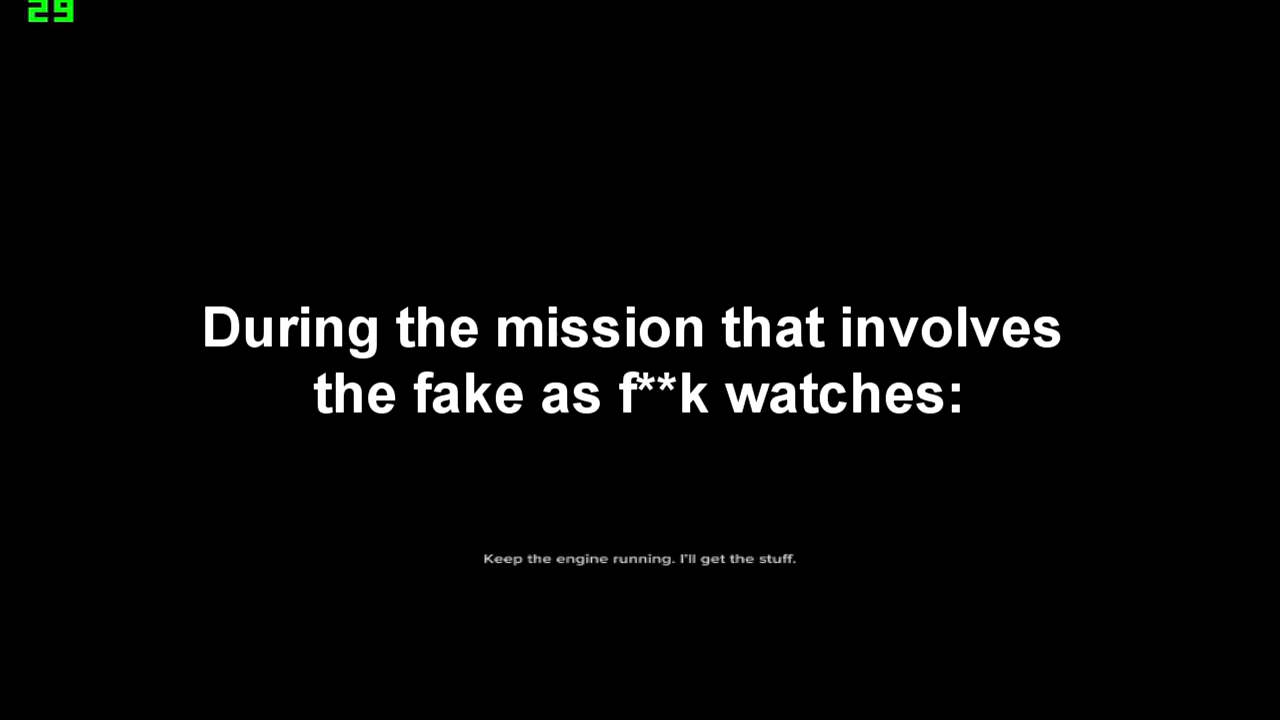 29
During the mission that involves
the fake as f**k watches:
Keep the engine running. I'll get the stuff.